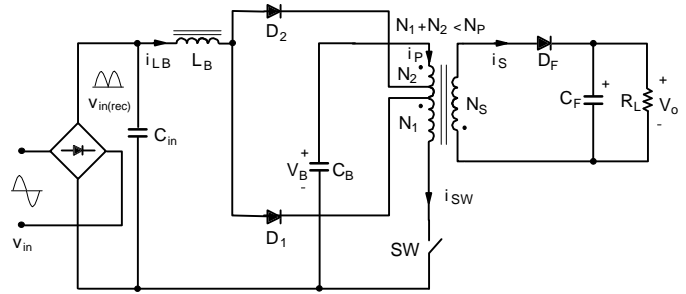 D2
N1+N2 <NP
iLB
LB
iP
iS
DF
vin(rec)
N2
NS
CF
+
RL
+
Vo
-
Cin
N1
+
VB
-
CB
iSW
D1
SW
vin